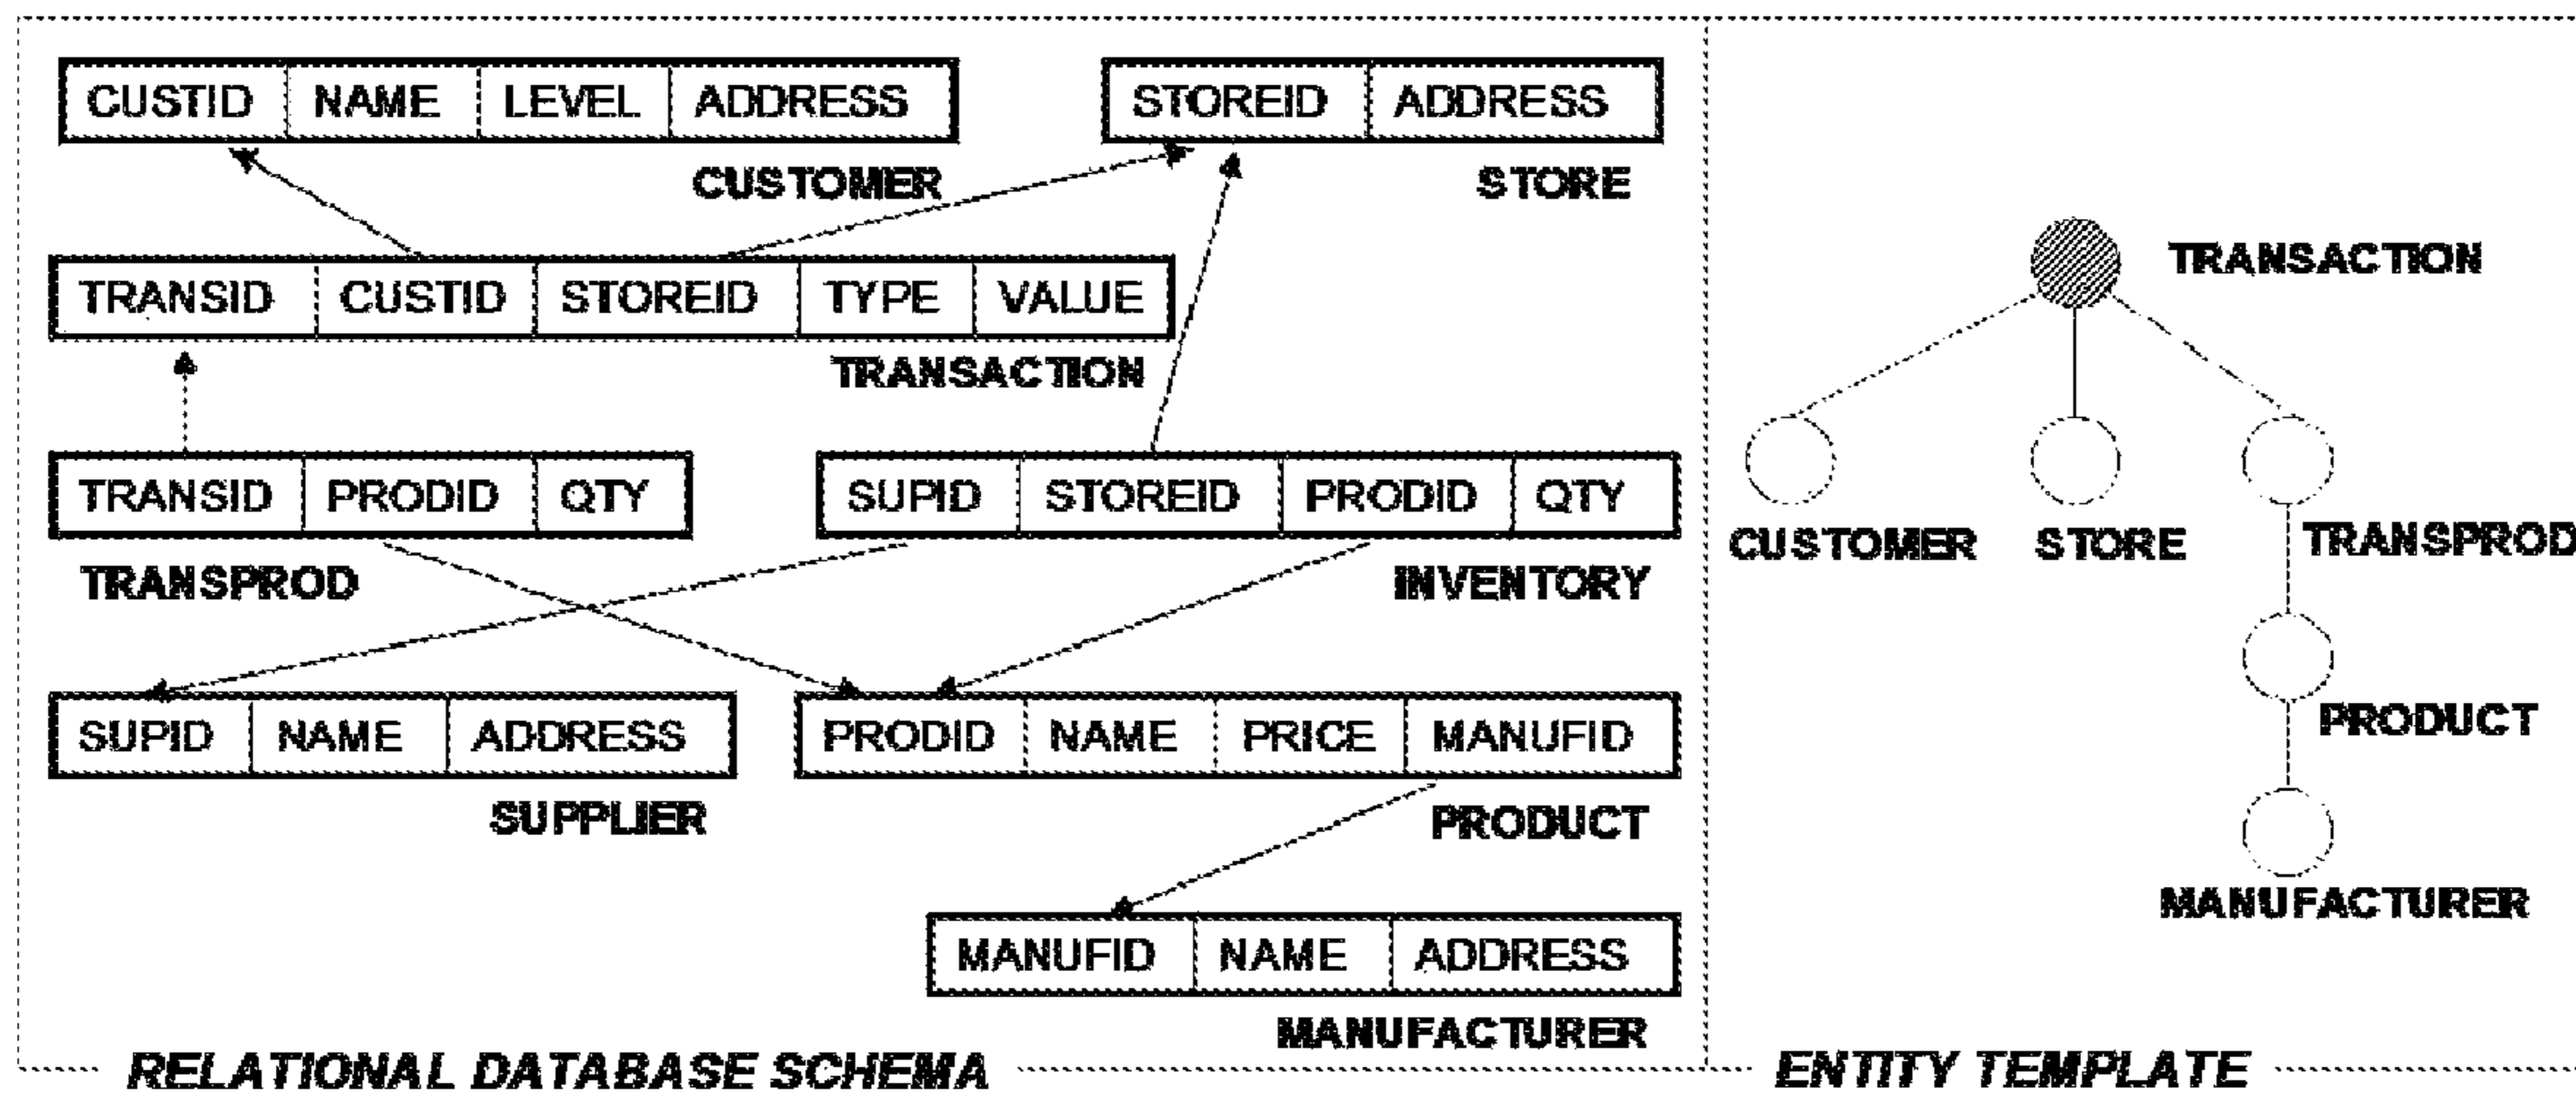 CUSTID NAME LEVEL ADDRESS
CUSTOMER
STOREID ADDRESS
STORE
TRANSID CUSTID STOREID TYPE VALUE
TRANSACTION
TRANSID PRODID QTY
TRANSPROD
SUPID STOREID PRODID QTY
INVENTORY
SUPID NAME ADDRESS
SUPPLIER
PRODID NAME PRICE MANUFID
PRODUCT
MANUFID NAME ADDRESS
MANUFACTURER
RELATIONAL DATABASE SCHEMA
TRANSACTION
CUSTOMER STORE TRANSPROD
PRODUCT
MANUFACTURER
ENTITY TEMPLATE